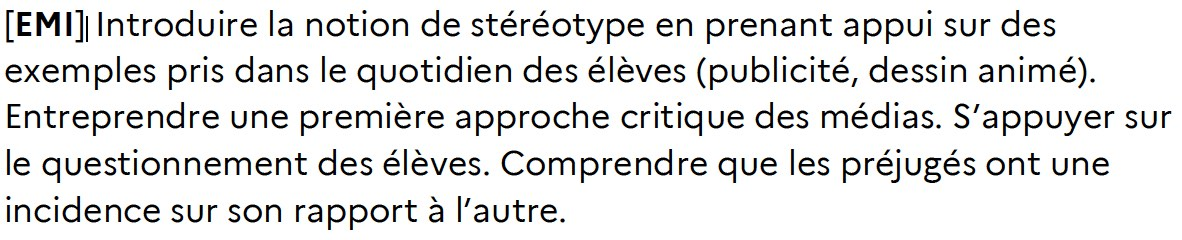 [EMI] Introduire la notion de stéréotype en prenant appui sur des
exemples pris dans le quotidien des élèves (publicité, dessin animé).
Entreprendre une première approche critique des médias. S’appuyer sur
le questionnement des élèves. Comprendre que les préjugés ont une
incidence sur son rapport à l’autre.